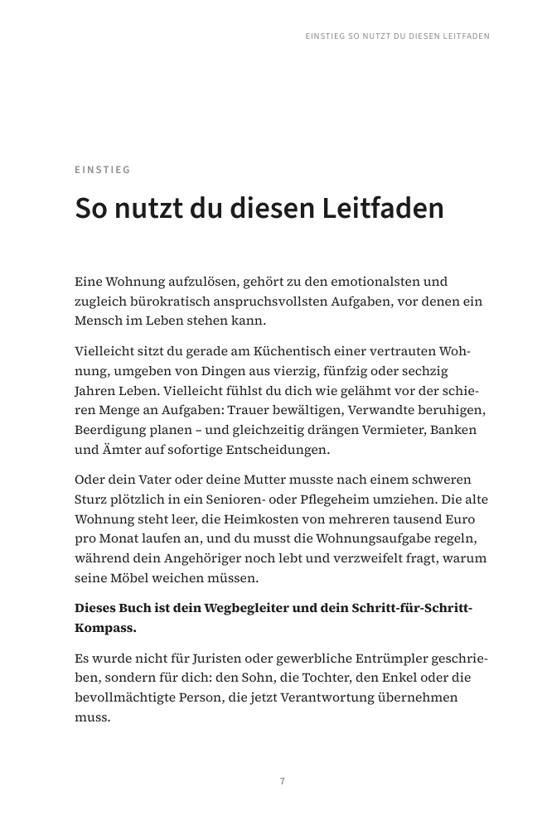 EINSTIEG SO NUTZT DU DIESEN LEITFADEN
EINSTIEG
So nutzt du diesen Leitfaden
Eine Wohnung aufzulösen, gehört zu den emotionalsten und
zugleich bürokratisch anspruchsvollsten Aufgaben, vor denen ein
Mensch im Leben stehen kann.
Vielleicht sitzt du gerade am Küchentisch einer vertrauten Woh-
nung, umgeben von Dingen aus vierzig, fünfzig oder sechzig
Jahren Leben. Vielleicht fühlst du dich wie gelähmt vor der schie-
ren Menge an Aufgaben: Trauer bewältigen, Verwandte beruhigen,
Beerdigung planen – und gleichzeitig drängen Vermieter, Banken
und Ämter auf sofortige Entscheidungen.
Oder dein Vater oder deine Mutter musste nach einem schweren
Sturz plötzlich in ein Senioren- oder Pflegeheim umziehen. Die alte
Wohnung steht leer, die Heimkosten von mehreren tausend Euro
pro Monat laufen an, und du musst die Wohnungsaufgabe regeln,
während dein Angehöriger noch lebt und verzweifelt fragt, warum
seine Möbel weichen müssen.
Dieses Buch ist dein Wegbegleiter und dein Schritt-für-Schritt-
Kompass.
Es wurde nicht für Juristen oder gewerbliche Entrümpler geschrie-
ben, sondern für dich: den Sohn, die Tochter, den Enkel oder die
bevollmächtigte Person, die jetzt Verantwortung übernehmen
muss.
7